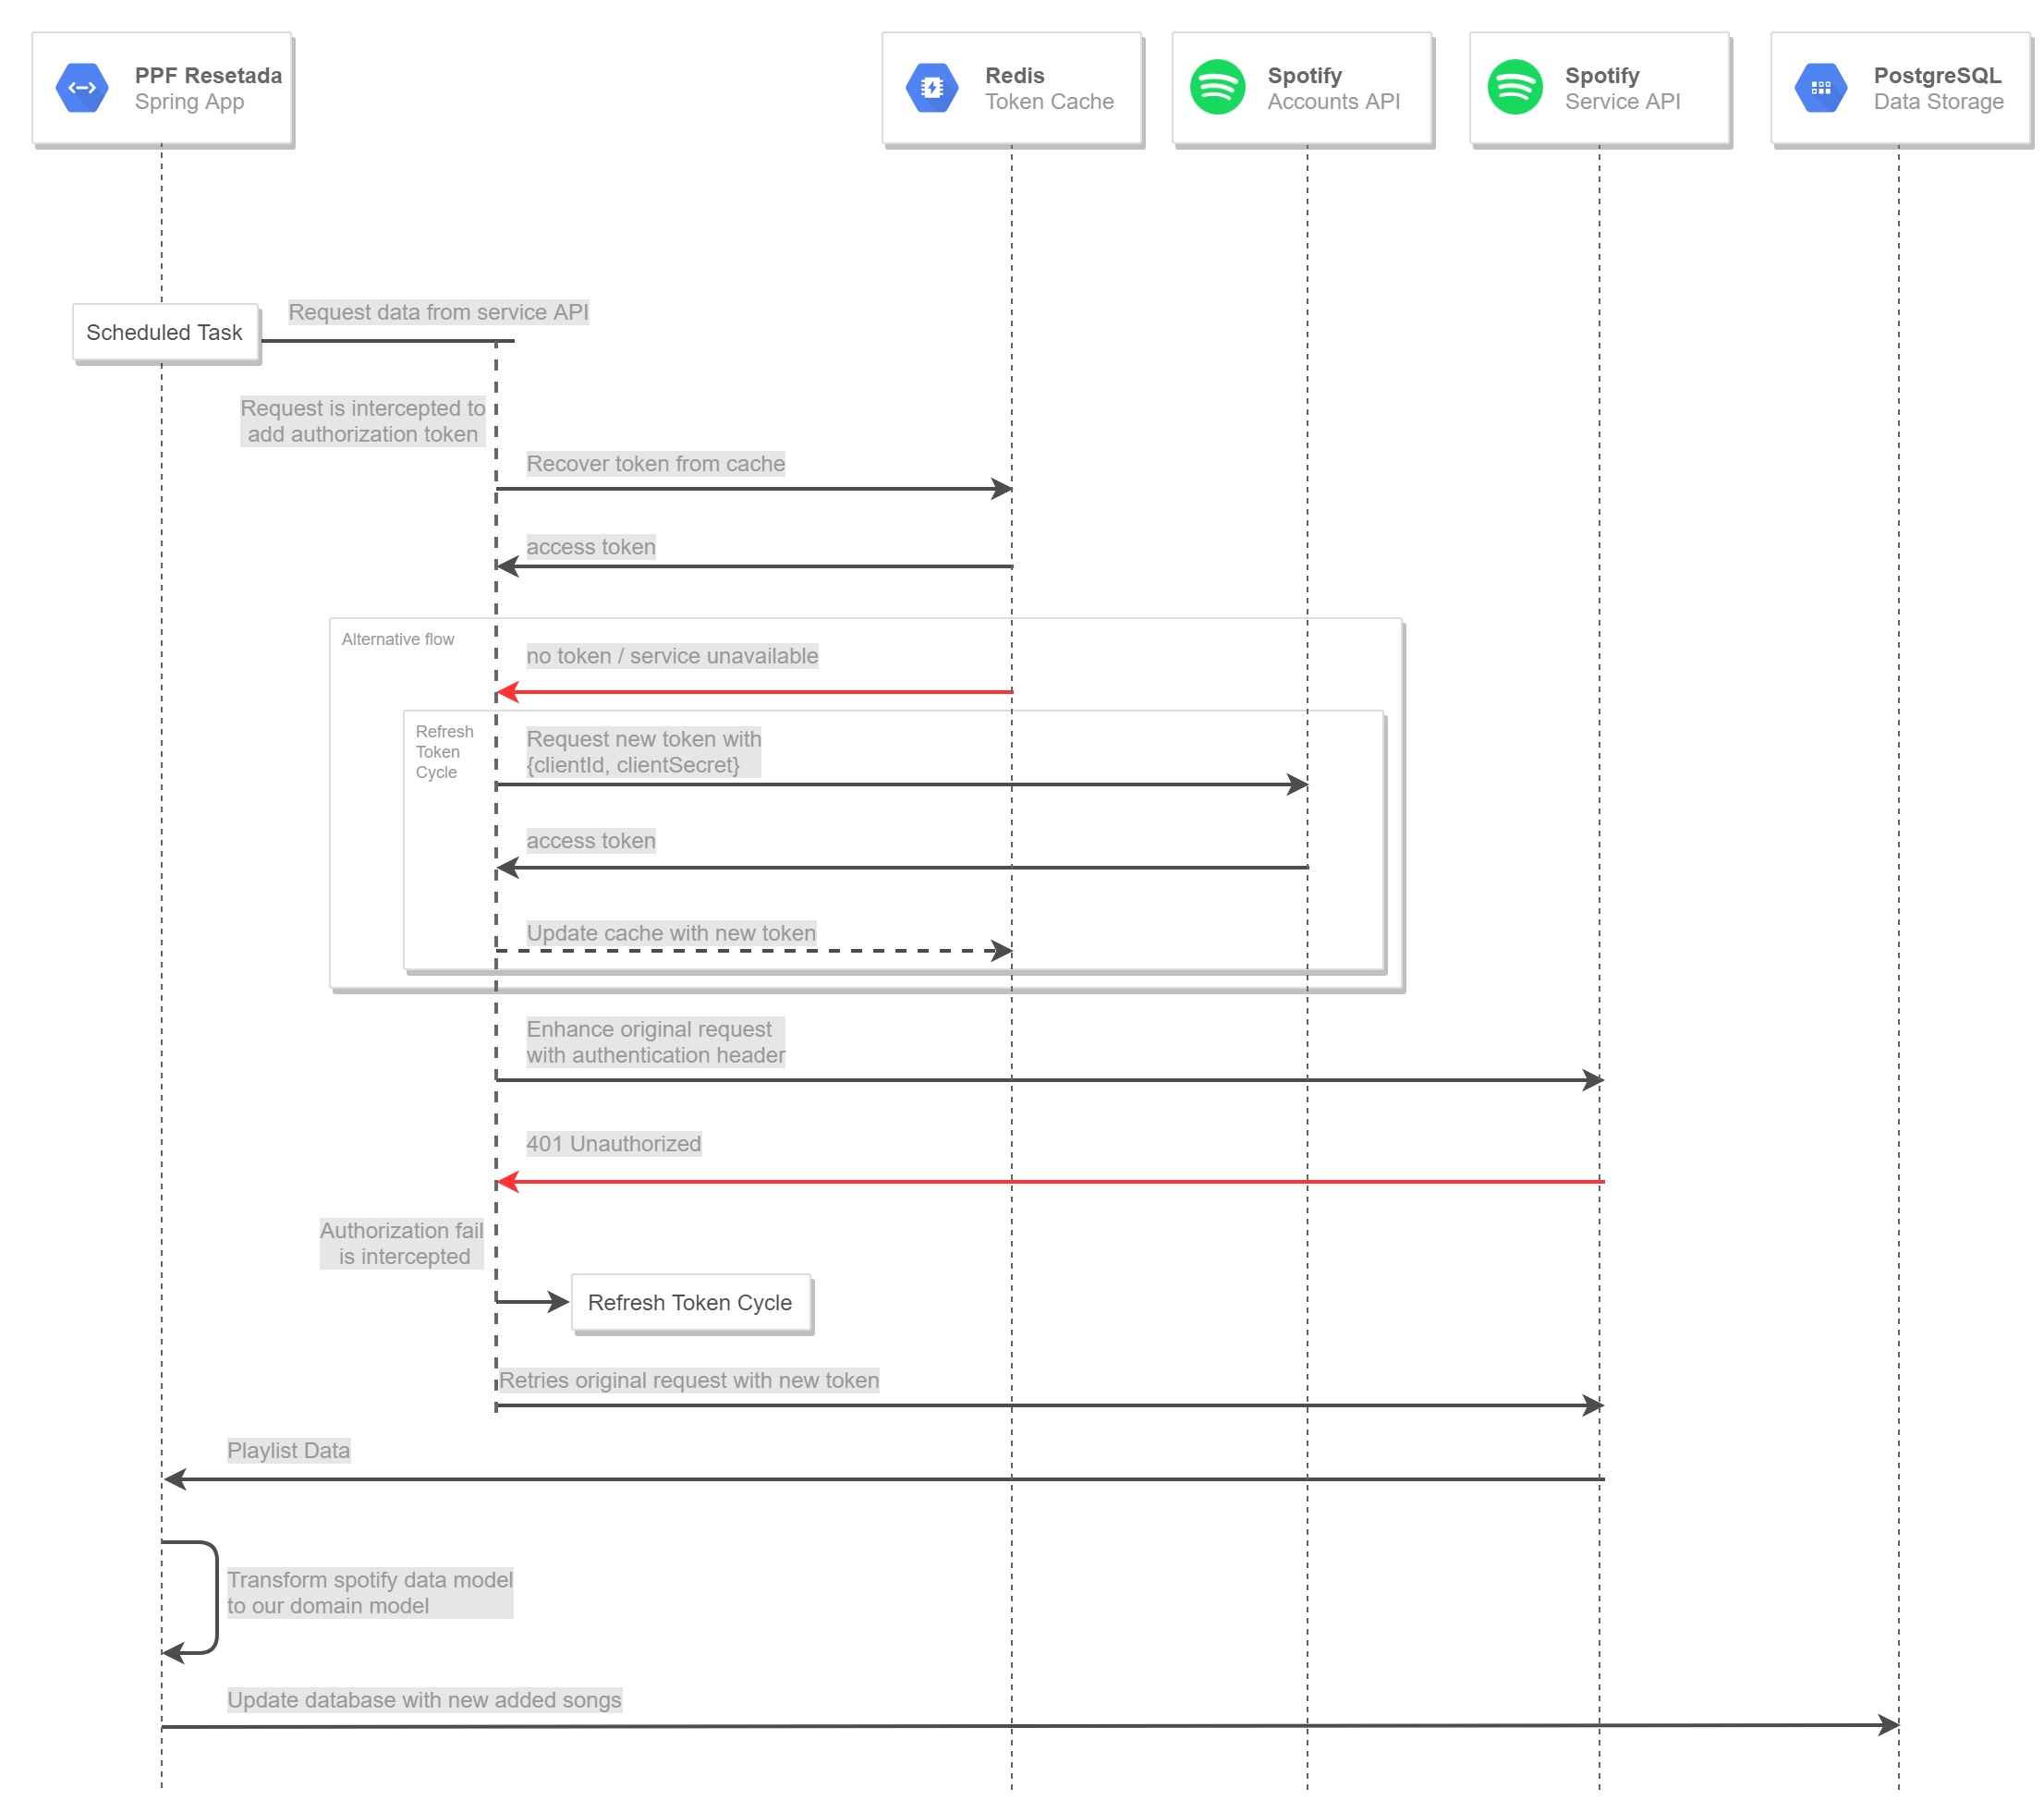 PPF Resetada
Spring App
Redis
Token Cache
Spotify
Accounts API
Spotify
Service API
PostgreSQL
Data Storage
Scheduled Task
Request data from service API
Request is intercepted to
add authorization token
Recover token from cache
access token
Alternative flow
no token / service unavailable
Refresh
Token
Cycle
Request new token with
{clientId, clientSecret}
access token
Update cache with new token
Enhance original request
with authentication header
401 Unauthorized
Authorization fail
is intercepted
Refresh Token Cycle
Retries original request with new token
Playlist Data
Transform spotify data model
to our domain model
Update database with new added songs